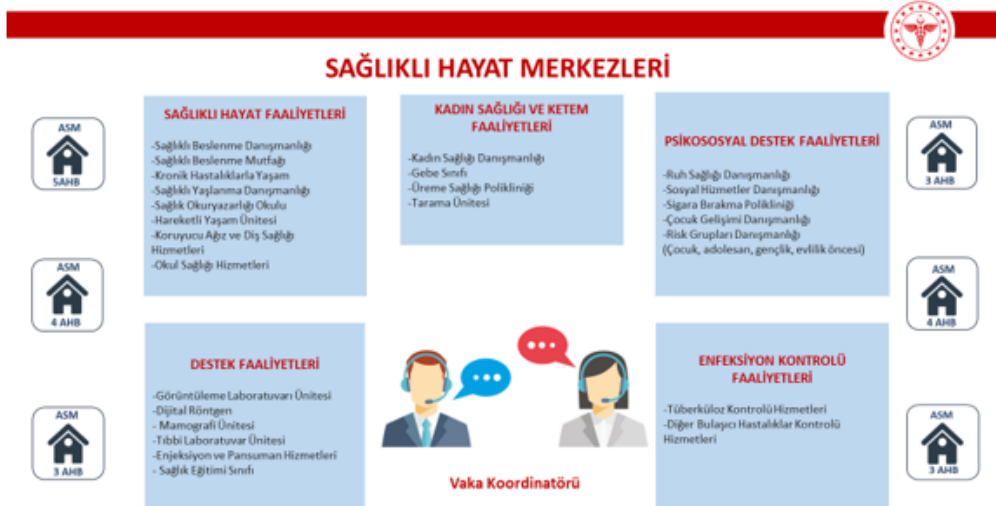 SAĞLIKLI HAYAT MERKEZLERİ
ASM
5AHB
ASM
4 AHB
ASM
3 AHB
SAĞLIKLI HAYAT FAALİYETLERİ
-Sağlıklı Beslenme Danışmanlığı
-Sağlıklı Beslenme Mutfağı
-Kronik Hastalıklarla Yaşam
-Sağlıklı Yaşlanma Danışmanlığı
-Sağlık Okuryazarlığı Okulu
-Hareketli Yaşam Ünitesi
-Koruyucu Ağız ve Diş Sağlığı
Hizmetleri
-Okul Sağlığı Hizmetleri
KADIN SAĞLIĞI VE KETEM
FAALİYETLERİ
-Kadın Sağlığı Danışmanlığı
-Gebe Sınıfı
-Üreme Sağlığı Polikliniği
-Tarama Ünitesi
PSİKOSOSYAL DESTEK FAALİYETLERİ
-Ruh Sağlığı Danışmanlığı
-Sosyal Hizmetler Danışmanlığı
-Sigara Bırakma Polikliniği
-Çocuk Gelişimi Danışmanlığı
-Risk Grupları Danışmanlığı
(Çocuk, adolesan, gençlik, evlilik öncesi)
DESTEK FAALİYETLERİ
-Görüntüleme Laboratuvarı Ünitesi
-Dijital Röntgen
- Mamografi Ünitesi
-Tıbbi Laboratuvar Ünitesi
-Enjeksiyon ve Pansuman Hizmetleri
- Sağlık Eğitimi Sınıfı
Vaka Koordinatörü
ENFEKSİYON KONTROLÜ
FAALİYETLERİ
-Tüberküloz Kontrolü Hizmetleri
-Diğer Bulaşıcı Hastalıklar Kontrolü
Hizmetleri
ASM
3 AHB
ASM
4 AHB
ASM
3 AHB